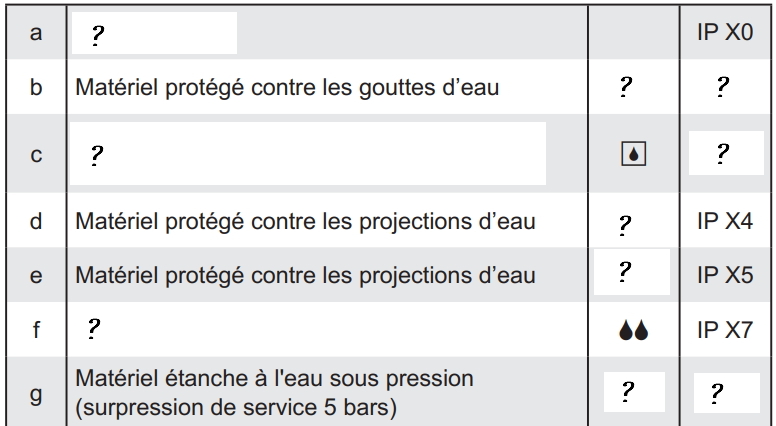 a ? IP X0
b Matériel protégé contre les gouttes d’eau ? ?
c ? ?
d Matériel protégé contre les projections d’eau ? IP X4
e Matériel protégé contre les projections d’eau ? IP X5
f ? IP X7
Matériel étanche à l'eau sous pression
g (surpression de service 5 bars) ? ?